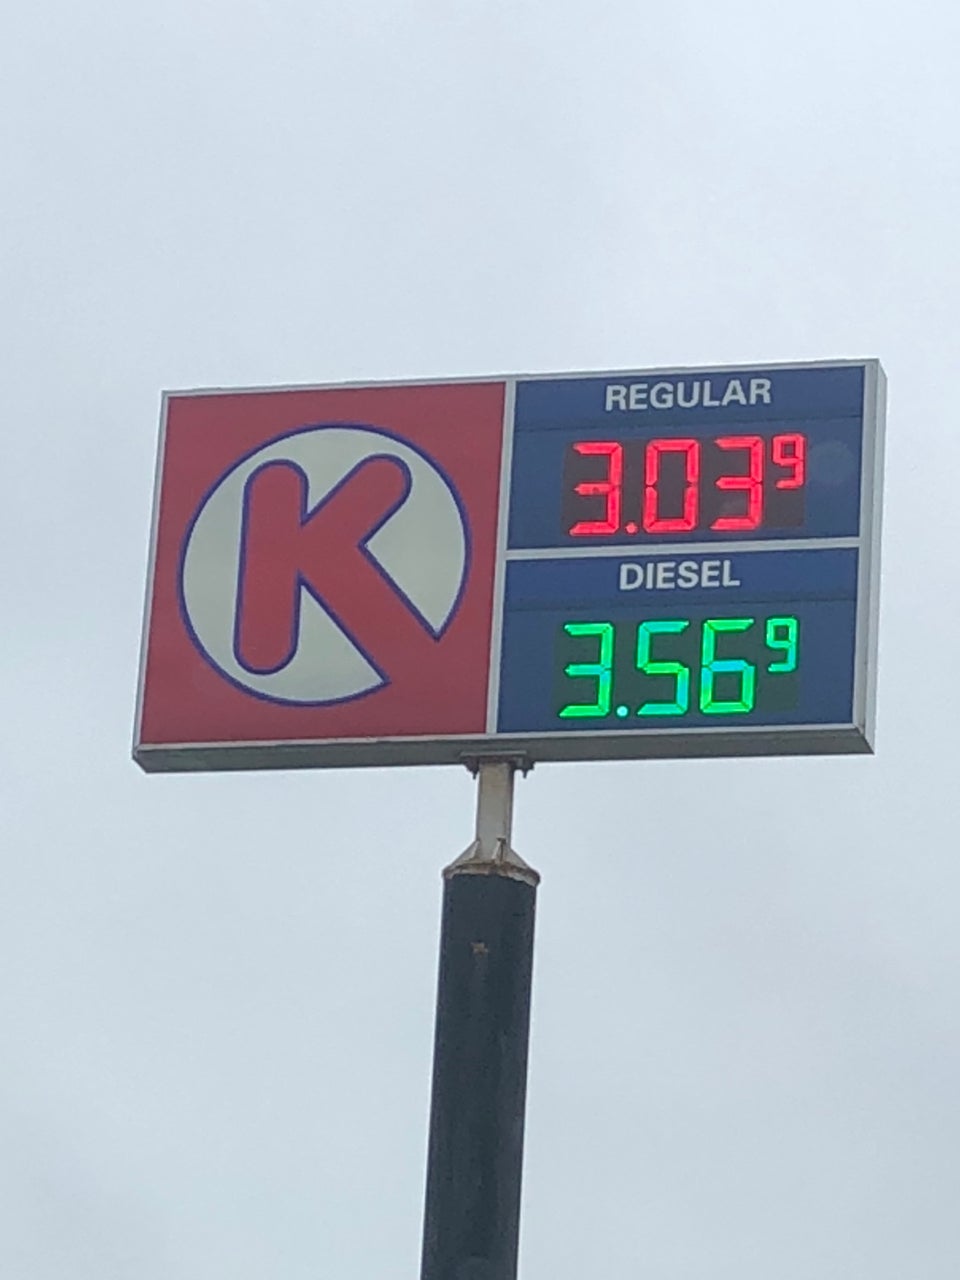 K
REGULAR
3.03⁹
DIESEL
3.56⁹